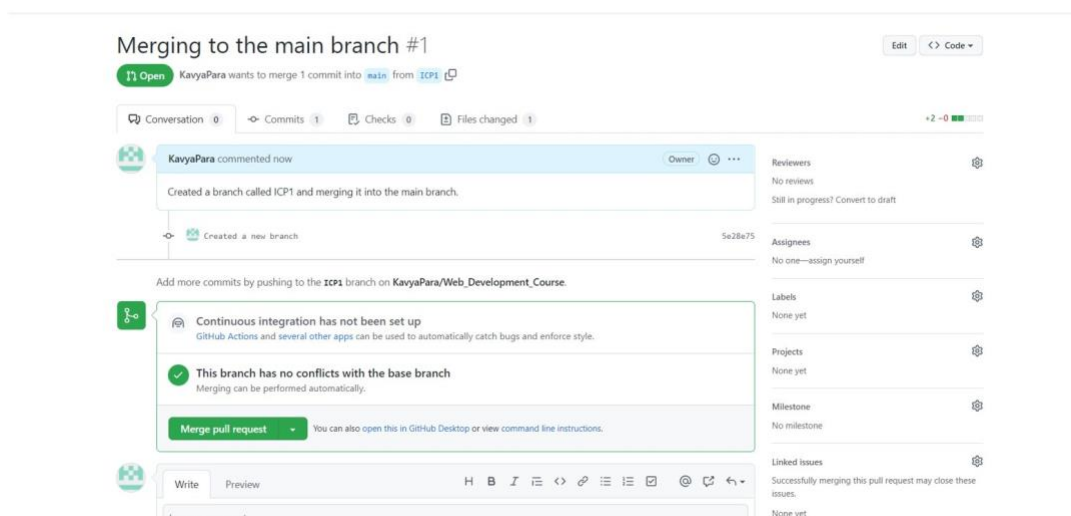 Merging to the main branch #1
Edit
<> Code
Open
KavyaPara wants to merge 1 commit into main from ICP1
Conversation 0
Commits 1
Checks 0
Files changed 1
+2 −0
KavyaPara commented now
Owner
Created a branch called ICP1 and merging it into the main branch.
Created a new branch
5e28e75
Add more commits by pushing to the ICP1 branch on KavyaPara/Web_Development_Course.
Continuous integration has not been set up
GitHub Actions and several other apps can be used to automatically catch bugs and enforce style.
This branch has no conflicts with the base branch
Merging can be performed automatically.
Merge pull request
You can also open this in GitHub Desktop or view command line instructions.
Write
Preview
H B I
Reviewers
No reviews
Still in progress? Convert to draft
Assignees
No one—assign yourself
Labels
None yet
Projects
None yet
Milestone
No milestone
Linked issues
Successfully merging this pull request may close these
issues.
None yet